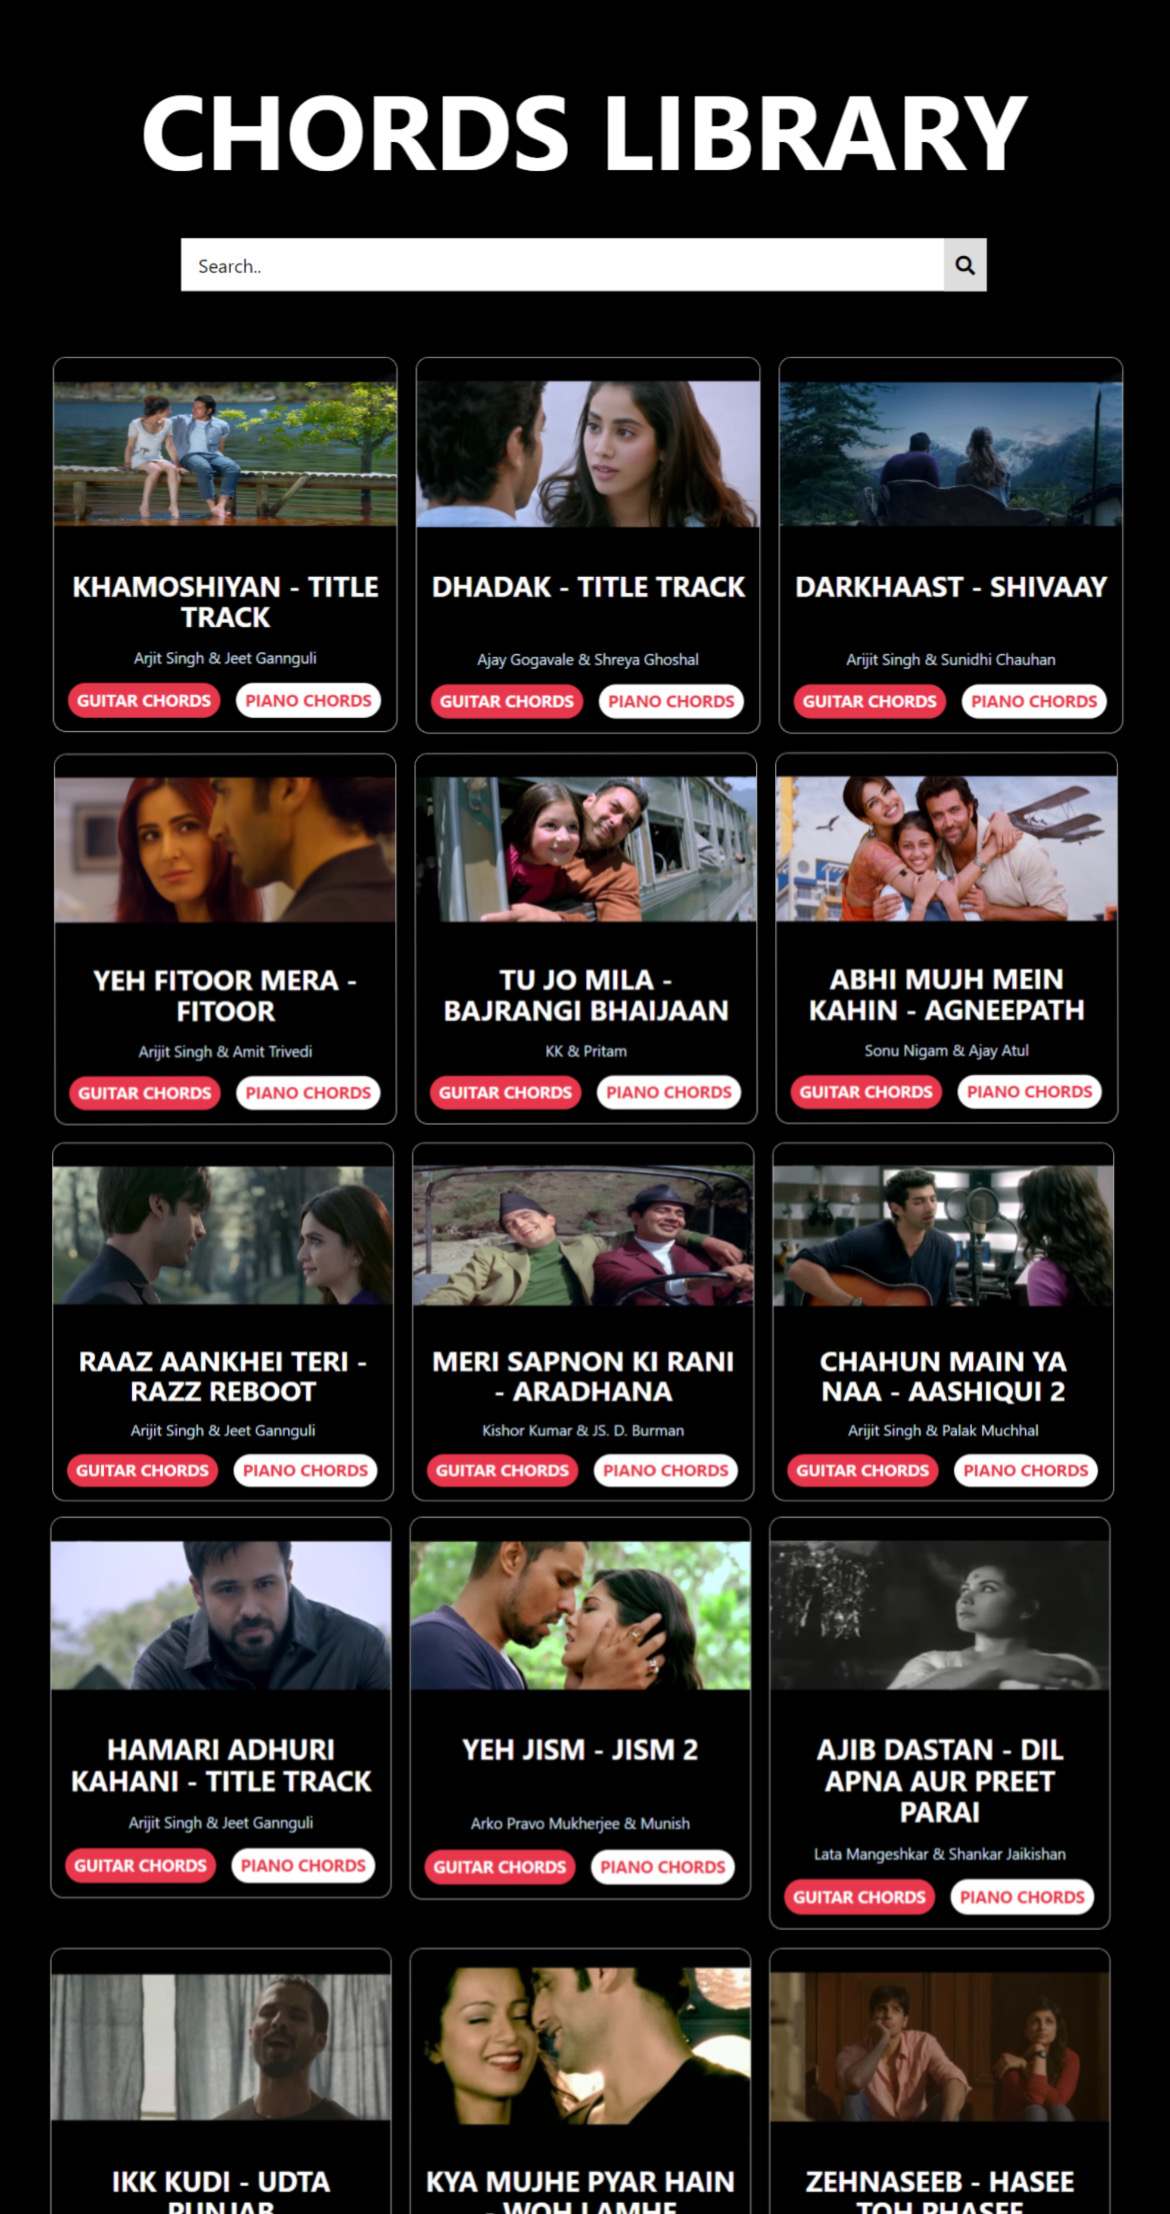 CHORDS LIBRARY
Search..
KHAMOSHIYAN - TITLE
TRACK
Arjit Singh & Jeet Gannguli
GUITAR CHORDS PIANO CHORDS
DHADAK - TITLE TRACK
Ajay Gogavale & Shreya Ghoshal
GUITAR CHORDS PIANO CHORDS
DARKHAAST - SHIVAAY
Arijit Singh & Sunidhi Chauhan
GUITAR CHORDS PIANO CHORDS
YEH FITOOR MERA -
FITOOR
Arijit Singh & Amit Trivedi
GUITAR CHORDS PIANO CHORDS
TU JO MILA -
BAJRANGI BHAIJAAN
KK & Pritam
GUITAR CHORDS PIANO CHORDS
ABHI MUJH MEIN
KAHIN - AGNEEPATH
Sonu Nigam & Ajay Atul
GUITAR CHORDS PIANO CHORDS
RAAZ AANKHEI TERI -
RAZZ REBOOT
Arijit Singh & Jeet Gannguli
GUITAR CHORDS PIANO CHORDS
MERI SAPNON KI RANI
- ARADHANA
Kishor Kumar & JS. D. Burman
GUITAR CHORDS PIANO CHORDS
CHAHUN MAIN YA
NAA - AASHIQUI 2
Arijit Singh & Palak Muchhal
GUITAR CHORDS PIANO CHORDS
HAMARI ADHURI
KAHANI - TITLE TRACK
Arijit Singh & Jeet Gannguli
GUITAR CHORDS PIANO CHORDS
YEH JISM - JISM 2
Arko Pravo Mukherjee & Munish
GUITAR CHORDS PIANO CHORDS
AJIB DASTAN - DIL
APNA AUR PREET
PARAI
Lata Mangeshkar & Shankar Jaikishan
GUITAR CHORDS PIANO CHORDS
IKK KUDI - UDTA
PUNJAB
KYA MUJHE PYAR HAIN
- WOH LAMHE
ZEHNASEEB - HASEE
TOH PHASEE